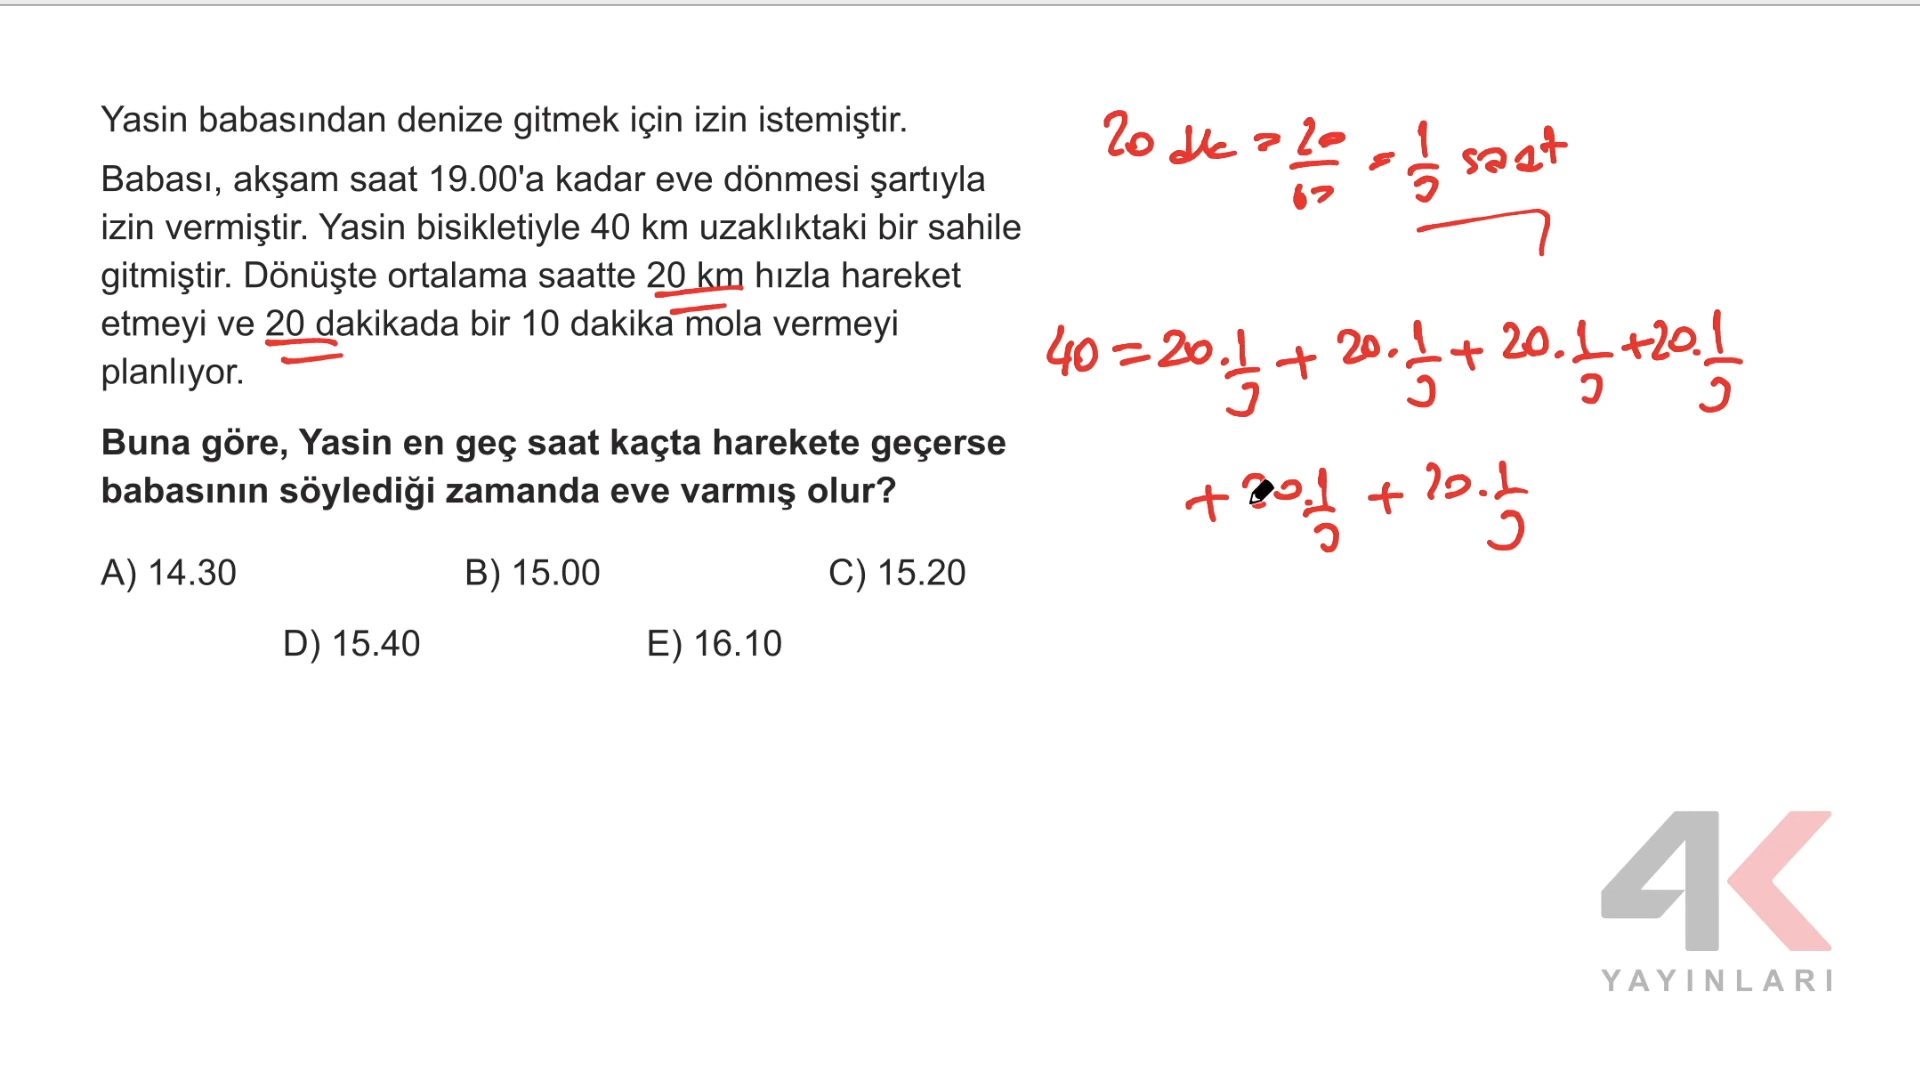 Yasin babasından denize gitmek için izin istemiştir.
Babası, akşam saat 19.00'a kadar eve dönmesi şartıyla
izin vermiştir. Yasin bisikletiyle 40 km uzaklıktaki bir sahile
gitmiştir. Dönüşte ortalama saatte 20 km hızla hareket
etmeyi ve 20 dakikada bir 10 dakika mola vermeyi
planlıyor.
Buna göre, Yasin en geç saat kaçta harekete geçerse
babasının söylediği zamanda eve varmış olur?
A) 14.30 B) 15.00 C) 15.20
D) 15.40 E) 16.10
20 dk = 20/60 = 1/3 saat
40 = 20.1/3 + 20.1/3 + 20.1/3 + 20.1/3
+ 20.1/3 + 20.1/3
4K
YAYINLARI